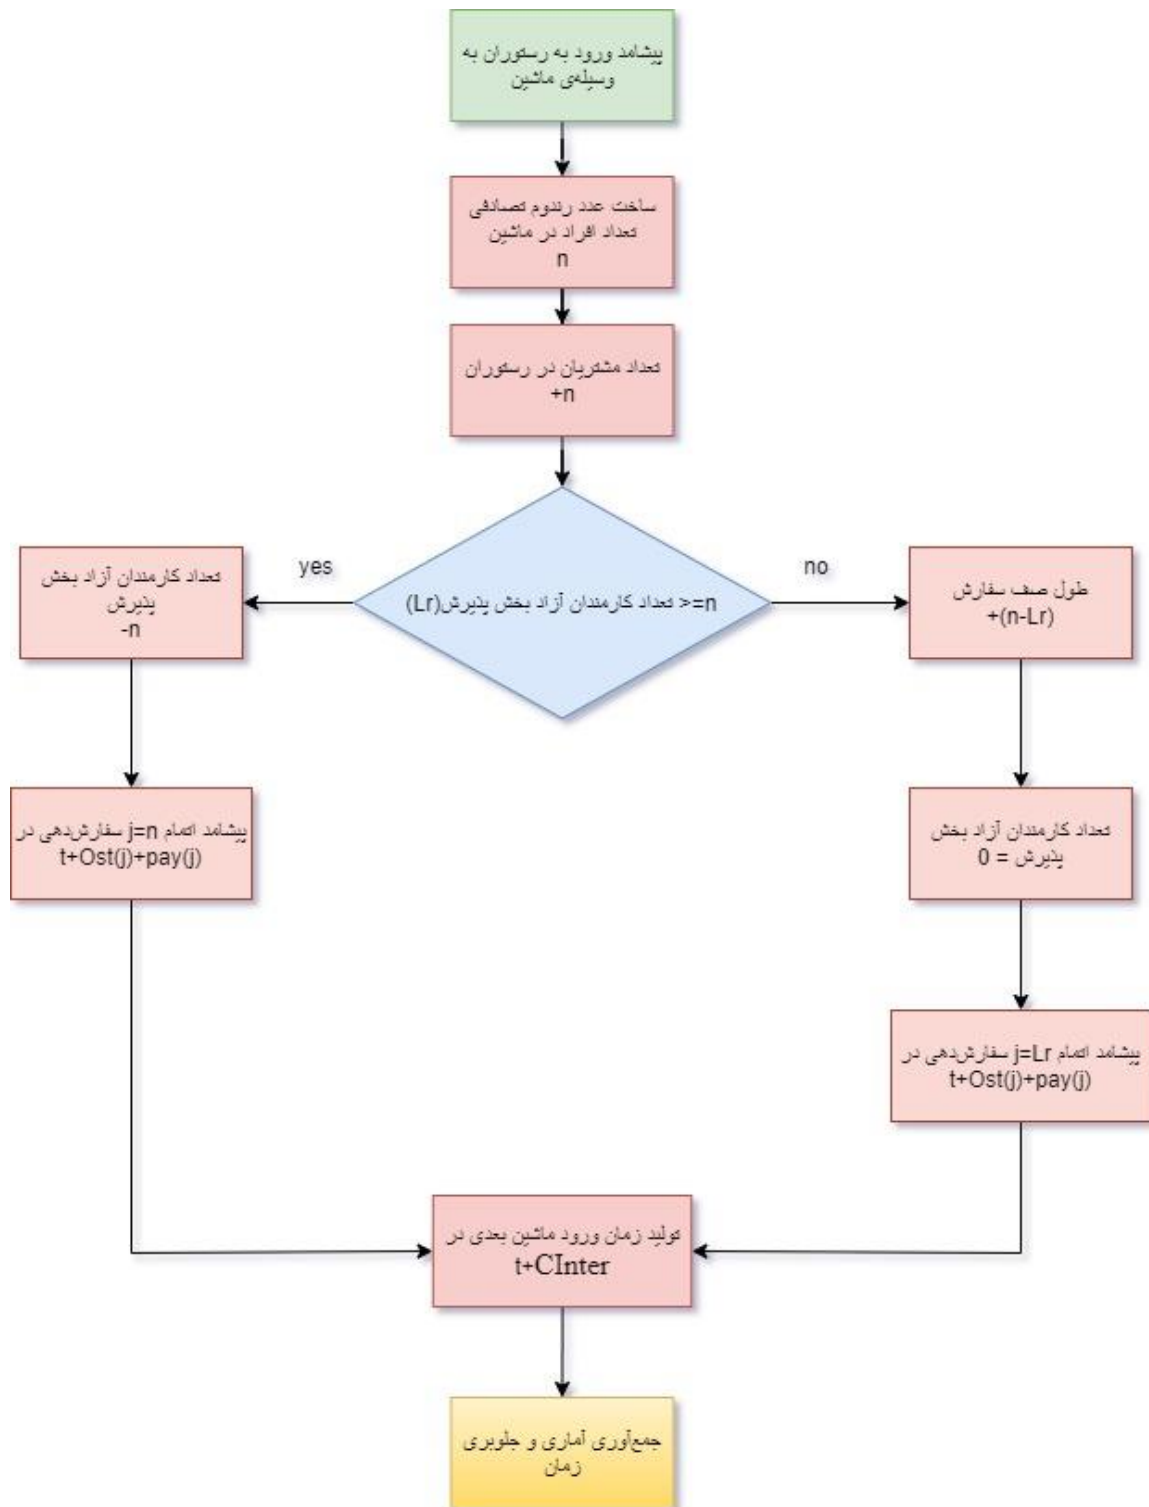 پیشامد ورود به رستوران به
وسیله‌ی ماشین
ساخت عدد رندوم تصادفی
تعداد افراد در ماشین
n
تعداد مشتریان در رستوران
+n
yes
n=< تعداد کارمندان آزاد بخش پذیرش(Lr)
no
تعداد کارمندان آزاد بخش
پذیرش
-n
طول صف سفارش
+(n-Lr)
پیشامد اتمام j=n سفارش‌دهی در
t+Ost(j)+pay(j)
تعداد کارمندان آزاد بخش
پذیرش = 0
پیشامد اتمام j=Lr سفارش‌دهی در
t+Ost(j)+pay(j)
تولید زمان ورود ماشین بعدی در
t+CInter
جمع‌آوری آماری و جلوبری
زمان